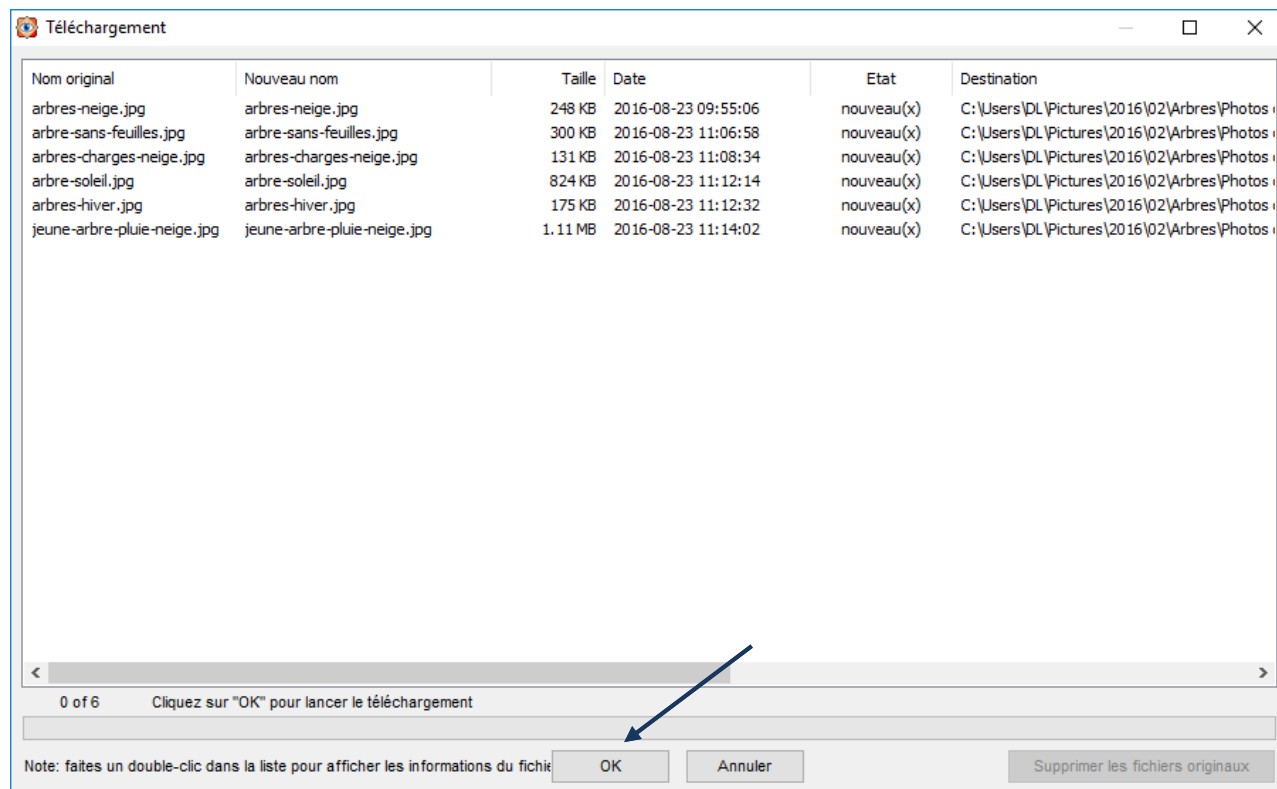 Téléchargement
Nom original Nouveau nom Taille Date Etat Destination
arbres-neige.jpg arbres-neige.jpg 248 KB 2016-08-23 09:55:06 nouveau(x) C:\Users\DL\Pictures\2016\02\Arbres\Photos
arbre-sans-feuilles.jpg arbre-sans-feuilles.jpg 300 KB 2016-08-23 11:06:58 nouveau(x) C:\Users\DL\Pictures\2016\02\Arbres\Photos
arbres-charges-neige.jpg arbres-charges-neige.jpg 131 KB 2016-08-23 11:08:34 nouveau(x) C:\Users\DL\Pictures\2016\02\Arbres\Photos
arbre-soleil.jpg arbre-soleil.jpg 824 KB 2016-08-23 11:12:14 nouveau(x) C:\Users\DL\Pictures\2016\02\Arbres\Photos
arbres-hiver.jpg arbres-hiver.jpg 175 KB 2016-08-23 11:12:32 nouveau(x) C:\Users\DL\Pictures\2016\02\Arbres\Photos
jeune-arbre-pluie-neige.jpg jeune-arbre-pluie-neige.jpg 1.11 MB 2016-08-23 11:14:02 nouveau(x) C:\Users\DL\Pictures\2016\02\Arbres\Photos
0 of 6 Cliquez sur "OK" pour lancer le téléchargement
Note: faites un double-clic dans la liste pour afficher les informations du fichie OK Annuler Supprimer les fichiers originaux